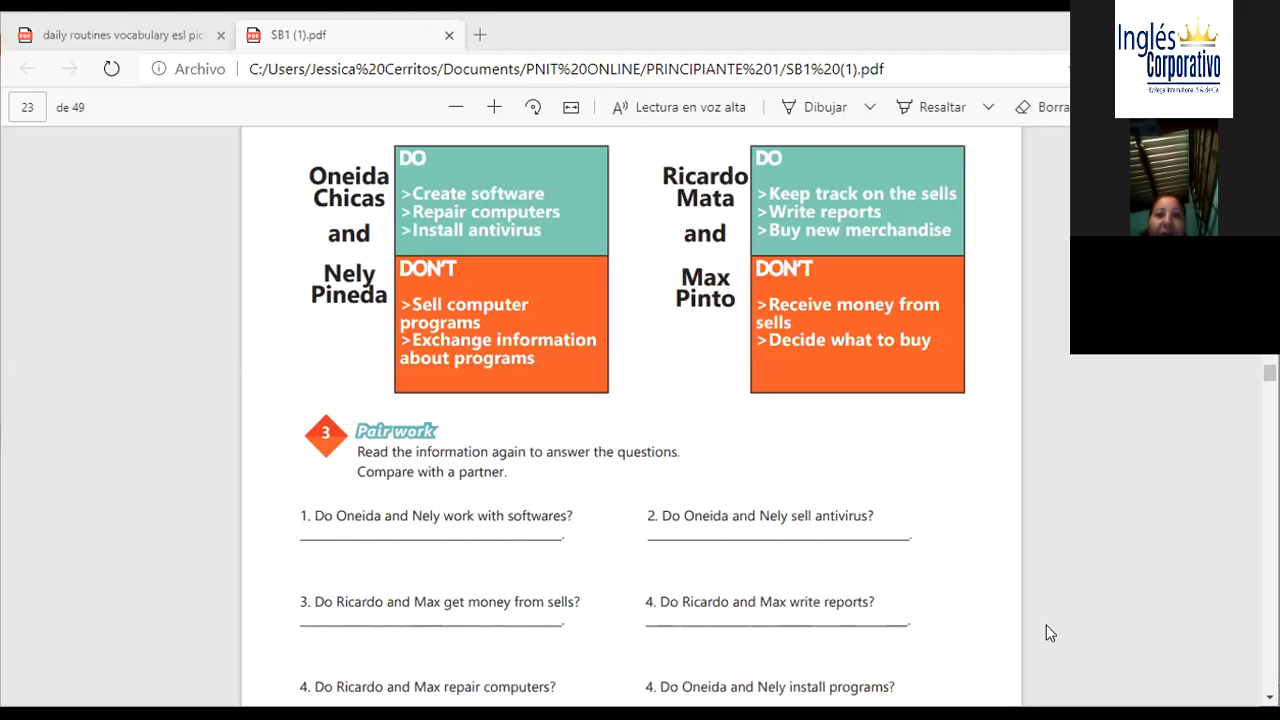 daily routines vocabulary esl pic
SB1 (1).pdf
Archivo
C:/Users/Jessica%20Cerritos/Documents/PNIT%20ONLINE/PRINCIPIANTE%201/SB1%20(1).pdf
23
de 49
Lectura en voz alta
Dibujar
Resaltar
Borra
Inglés
Corporativo
Oneida
Chicas
and
Nely
Pineda
DO
>Create software
>Repair computers
>Install antivirus
DON'T
>Sell computer
programs
>Exchange information
about programs
Ricardo
Mata
and
Max
Pinto
DO
>Keep track on the sells
>Write reports
>Buy new merchandise
DON'T
>Receive money from
sells
>Decide what to buy
3
Pair work
Read the information again to answer the questions.
Compare with a partner.
1. Do Oneida and Nely work with softwares?
2. Do Oneida and Nely sell antivirus?
3. Do Ricardo and Max get money from sells?
4. Do Ricardo and Max write reports?
4. Do Ricardo and Max repair computers?
4. Do Oneida and Nely install programs?